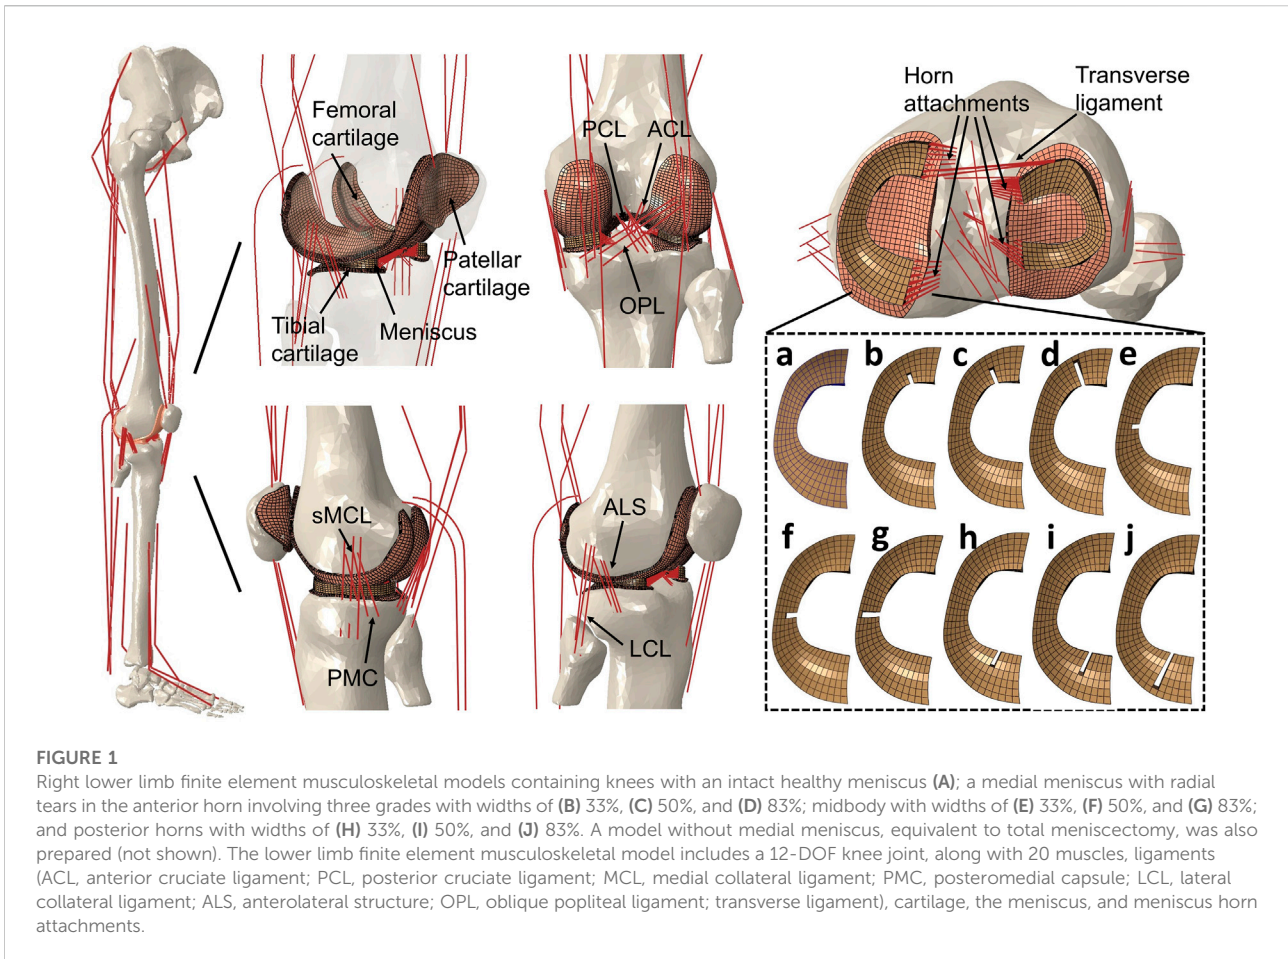 Femoral
cartilage
Patellar
cartilage
Tibial
cartilage
Meniscus
PCL
ACL
OPL
Horn
attachments
Transverse
ligament
sMCL
PMC
ALS
LCL
a
b
c
d
e
f
g
h
i
j
FIGURE 1
Right lower limb finite element musculoskeletal models containing knees with an intact healthy meniscus (A); a medial meniscus with radial
tears in the anterior horn involving three grades with widths of (B) 33%, (C) 50%, and (D) 83%; midbody with widths of (E) 33%, (F) 50%, and (G) 83%;
and posterior horns with widths of (H) 33%, (I) 50%, and (J) 83%. A model without medial meniscus, equivalent to total meniscectomy, was also
prepared (not shown). The lower limb finite element musculoskeletal model includes a 12-DOF knee joint, along with 20 muscles, ligaments
(ACL, anterior cruciate ligament; PCL, posterior cruciate ligament; MCL, medial collateral ligament; PMC, posteromedial capsule; LCL, lateral
collateral ligament; ALS, anterolateral structure; OPL, oblique popliteal ligament; transverse ligament), cartilage, the meniscus, and meniscus horn
attachments.